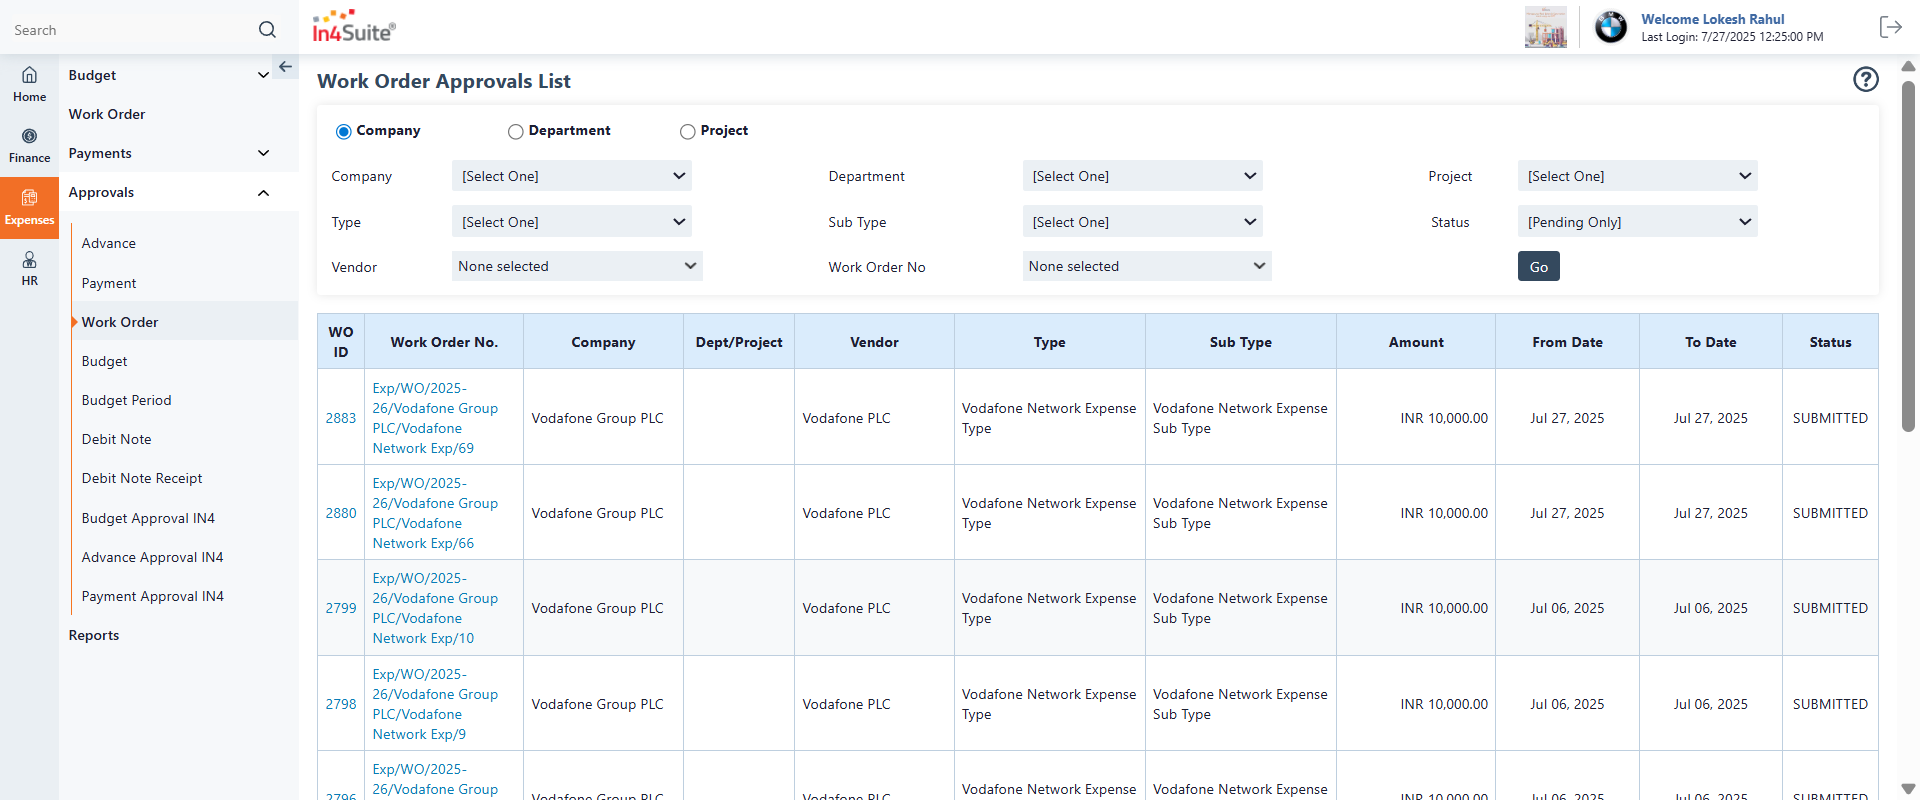 Search
In4Suite®
Welcome Lokesh Rahul
Last Login: 7/27/2025 12:25:00 PM
Home
Finance
Expenses
HR
Budget
Work Order
Payments
Approvals
Advance
Payment
Work Order
Budget
Budget Period
Debit Note
Debit Note Receipt
Budget Approval IN4
Advance Approval IN4
Payment Approval IN4
Reports
Work Order Approvals List
Company Department Project
Company [Select One] Department [Select One] Project [Select One]
Type [Select One] Sub Type [Select One] Status [Pending Only]
Vendor None selected Work Order No None selected Go
WO ID Work Order No. Company Dept/Project Vendor Type Sub Type Amount From Date To Date Status
2883 Exp/WO/2025-26/Vodafone Group PLC/Vodafone Network Exp/69 Vodafone Group PLC Vodafone PLC Vodafone Network Expense Type Vodafone Network Expense Sub Type INR 10,000.00 Jul 27, 2025 Jul 27, 2025 SUBMITTED
2880 Exp/WO/2025-26/Vodafone Group PLC/Vodafone Network Exp/66 Vodafone Group PLC Vodafone PLC Vodafone Network Expense Type Vodafone Network Expense Sub Type INR 10,000.00 Jul 27, 2025 Jul 27, 2025 SUBMITTED
2799 Exp/WO/2025-26/Vodafone Group PLC/Vodafone Network Exp/10 Vodafone Group PLC Vodafone PLC Vodafone Network Expense Type Vodafone Network Expense Sub Type INR 10,000.00 Jul 06, 2025 Jul 06, 2025 SUBMITTED
2798 Exp/WO/2025-26/Vodafone Group PLC/Vodafone Network Exp/9 Vodafone Group PLC Vodafone PLC Vodafone Network Expense Type Vodafone Network Expense Sub Type INR 10,000.00 Jul 06, 2025 Jul 06, 2025 SUBMITTED
2796 Exp/WO/2025-26/Vodafone Group Vodafone Group PLC Vodafone PLC Vodafone Network Expense Vodafone Network Expense INR 10,000.00 Jul 06, 2025 Jul 06, 2025 SUBMITTED